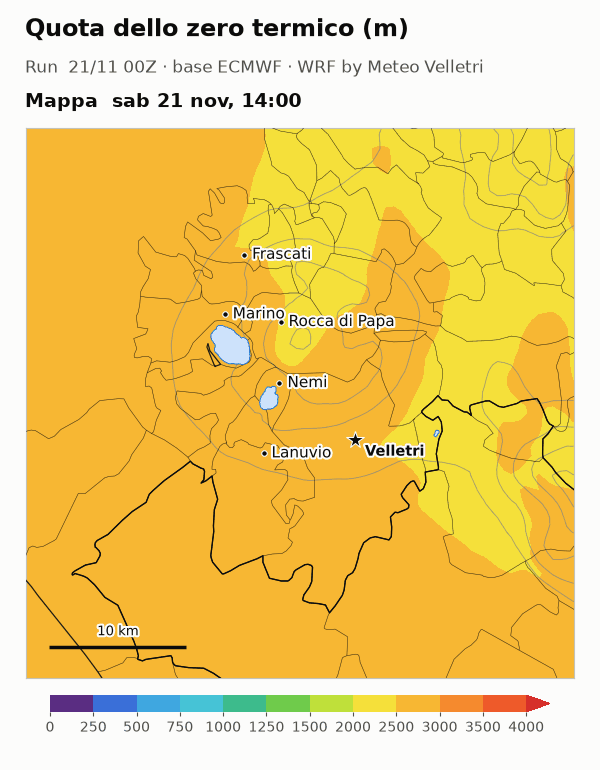 Quota dello zero termico (m)
Run  21/11 00Z · base ECMWF · WRF by Meteo Velletri
Mappa  sab 21 nov, 14:00
Frascati
Marino
Rocca di Papa
Nemi
Velletri
Lanuvio
10 km
0 250 500 750 1000 1250 1500 2000 2500 3000 3500 4000